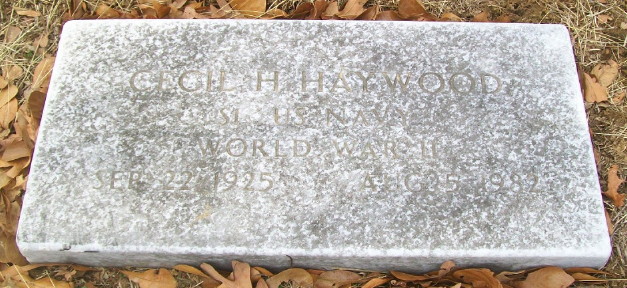 CECIL H HAYWOOD
S1 US NAVY
WORLD WAR II
SEP 22 1925 AUG 25 1982